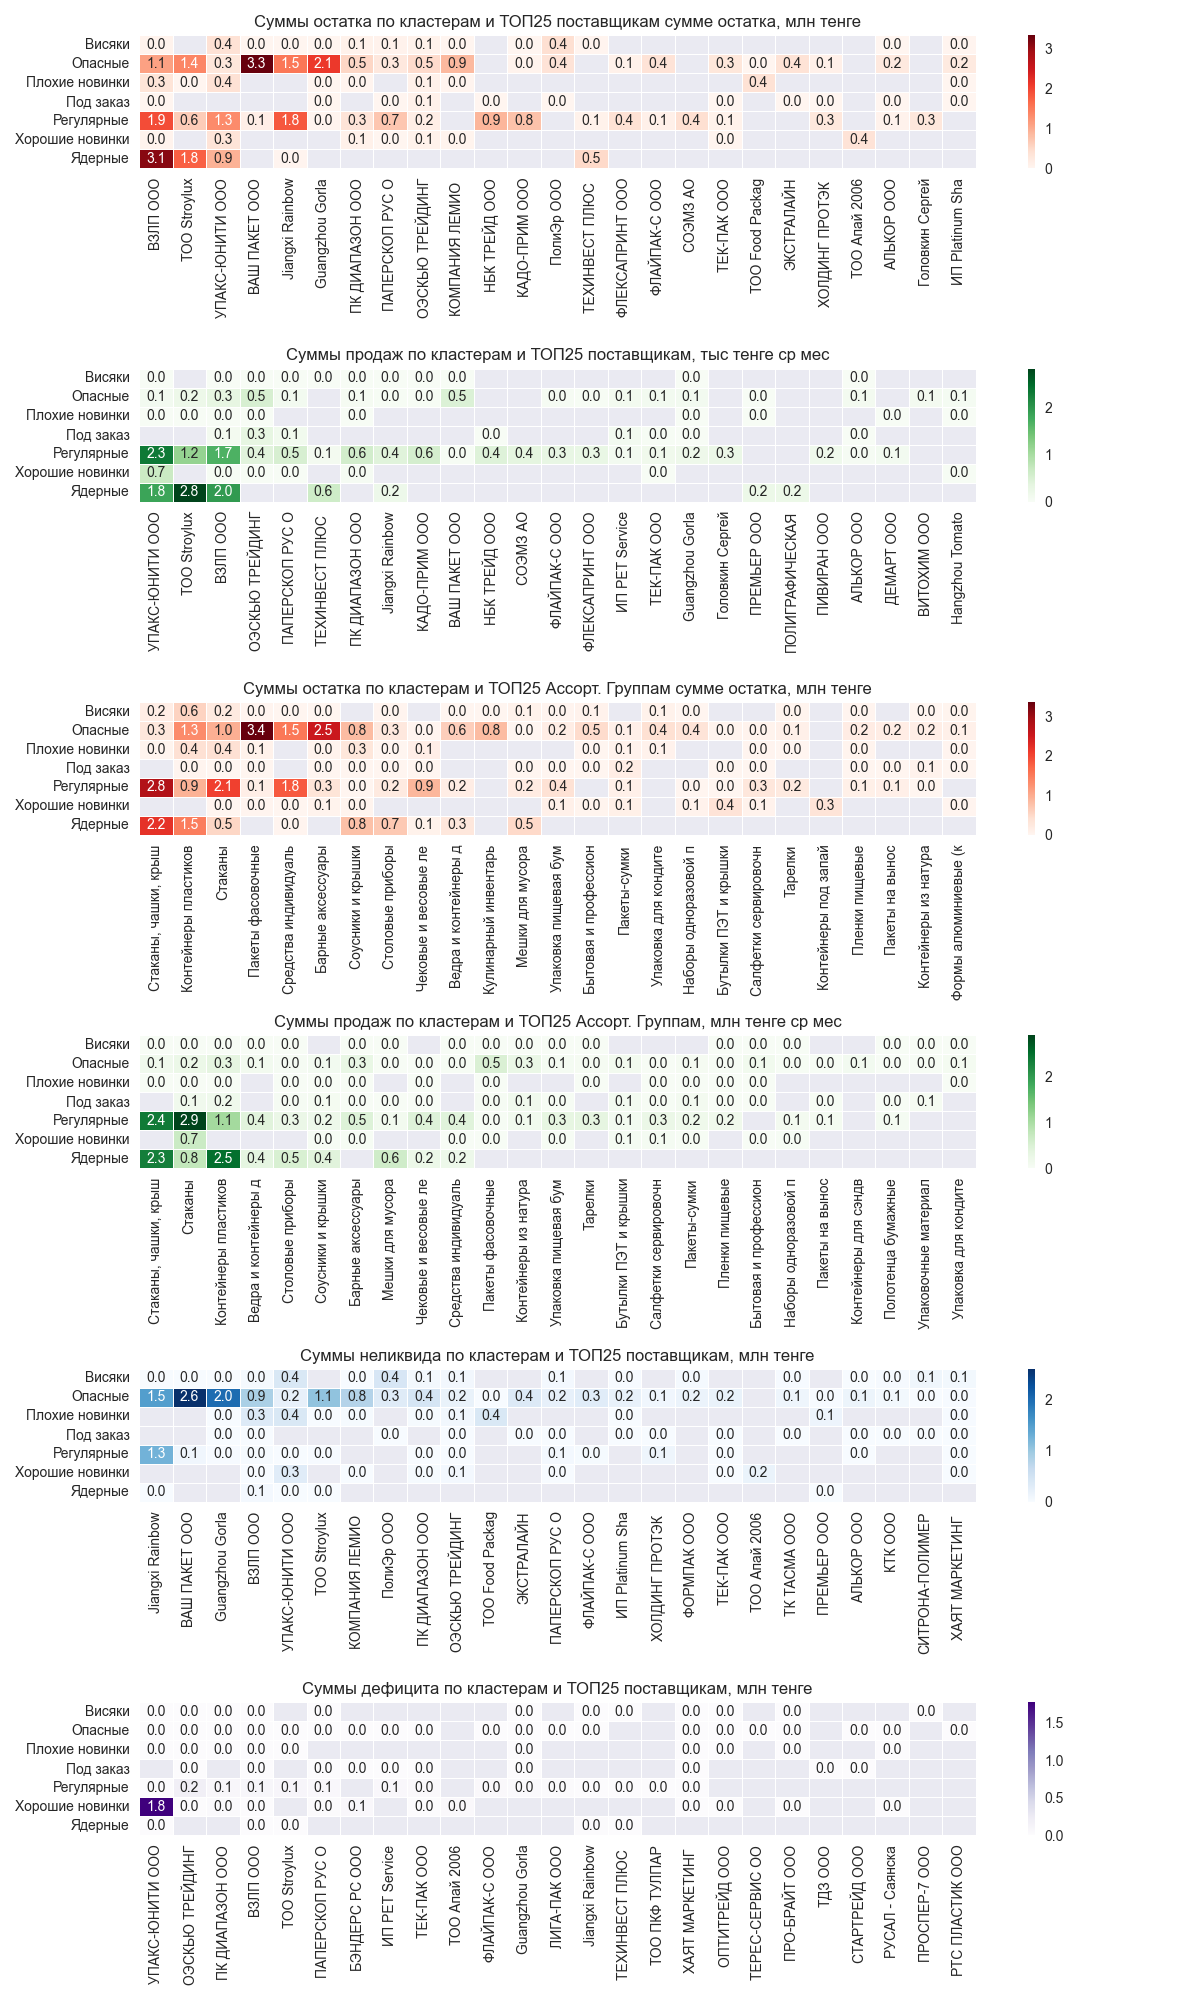 Суммы остатка по кластерам и ТОП25 поставщикам сумме остатка, млн тенге
Висяки 0.0 0.4 0.0 0.0 0.0 0.1 0.1 0.1 0.0 0.0 0.4 0.0 0.0 0.0
Опасные 1.1 1.4 0.3 3.3 1.5 2.1 0.5 0.3 0.5 0.9 0.0 0.4 0.1 0.4 0.3 0.0 0.4 0.1 0.2 0.2
Плохие новинки 0.3 0.0 0.4 0.0 0.0 0.1 0.0 0.4 0.0
Под заказ 0.0 0.0 0.0 0.1 0.0 0.0 0.0 0.0 0.0 0.0 0.0
Регулярные 1.9 0.6 1.3 0.1 1.8 0.0 0.3 0.7 0.2 0.9 0.8 0.1 0.4 0.1 0.4 0.1 0.3 0.1 0.3
Хорошие новинки 0.0 0.3 0.1 0.0 0.1 0.0 0.0 0.4
Ядерные 3.1 1.8 0.9 0.0 0.5
3
2
1
0
ВЗЛП ООО
ТОО Stroylux
УПАКС-ЮНИТИ ООО
ВАШ ПАКЕТ ООО
Jiangxi Rainbow
Guangzhou Gorla
ПК ДИАПАЗОН ООО
ПАПЕРСКОП РУС О
ОЭСКЬЮ ТРЕЙДИНГ
КОМПАНИЯ ЛЕМИО
НБК ТРЕЙД ООО
КАДО-ПРИМ ООО
ПолиЭр ООО
ТЕХИНВЕСТ ПЛЮС
ФЛЕКСАПРИНТ ООО
ФЛАЙПАК-С ООО
СОЭМЗ АО
ТЕК-ПАК ООО
ТОО Food Packag
ЭКСТРАЛАЙН
ХОЛДИНГ ПРОТЭК
ТОО Апай 2006
АЛЬКОР ООО
Головкин Сергей
ИП Platinum Sha
Суммы продаж по кластерам и ТОП25 поставщикам, тыс тенге ср мес
Висяки 0.0 0.0 0.0 0.0 0.0 0.0 0.0 0.0 0.0 0.0 0.0
Опасные 0.1 0.2 0.3 0.5 0.1 0.1 0.0 0.0 0.5 0.0 0.0 0.1 0.1 0.1 0.0 0.1 0.1 0.1
Плохие новинки 0.0 0.0 0.0 0.0 0.0 0.0 0.0 0.0 0.0
Под заказ 0.1 0.3 0.1 0.0 0.1 0.0 0.0 0.0
Регулярные 2.3 1.2 1.7 0.4 0.5 0.1 0.6 0.4 0.6 0.0 0.4 0.4 0.3 0.3 0.1 0.1 0.2 0.3 0.2 0.0 0.1
Хорошие новинки 0.7 0.0 0.0 0.0 0.0 0.0 0.0
Ядерные 1.8 2.8 2.0 0.6 0.2 0.2 0.2
2
1
0
УПАКС-ЮНИТИ ООО
ТОО Stroylux
ВЗЛП ООО
ОЭСКЬЮ ТРЕЙДИНГ
ПАПЕРСКОП РУС О
ТЕХИНВЕСТ ПЛЮС
ПК ДИАПАЗОН ООО
Jiangxi Rainbow
КАДО-ПРИМ ООО
ВАШ ПАКЕТ ООО
НБК ТРЕЙД ООО
СОЭМЗ АО
ФЛАЙПАК-С ООО
ФЛЕКСАПРИНТ ООО
ИП PET Service
ТЕК-ПАК ООО
Guangzhou Gorla
Головкин Сергей
ПРЕМЬЕР ООО
ПОЛИГРАФИЧЕСКАЯ
ПИВИРАН ООО
АЛЬКОР ООО
ДЕМАРТ ООО
ВИТОХИМ ООО
Hangzhou Tomato
Суммы остатка по кластерам и ТОП25 Ассорт. Группам сумме остатка, млн тенге
Висяки 0.2 0.6 0.2 0.0 0.0 0.0 0.0 0.0 0.0 0.0 0.1 0.0 0.1 0.1 0.0 0.0 0.0 0.0 0.0
Опасные 0.3 1.3 1.0 3.4 1.5 2.5 0.8 0.3 0.0 0.6 0.8 0.0 0.2 0.5 0.1 0.4 0.4 0.0 0.0 0.1 0.2 0.2 0.2 0.1
Плохие новинки 0.0 0.4 0.4 0.1 0.0 0.3 0.0 0.1 0.0 0.1 0.1 0.0 0.0 0.0 0.0
Под заказ 0.0 0.0 0.0 0.0 0.0 0.0 0.0 0.0 0.0 0.0 0.2 0.0 0.0 0.0 0.0 0.1 0.0
Регулярные 2.8 0.9 2.1 0.1 1.8 0.3 0.0 0.2 0.9 0.2 0.2 0.4 0.1 0.0 0.0 0.3 0.2 0.1 0.1 0.0
Хорошие новинки 0.0 0.0 0.0 0.1 0.0 0.1 0.0 0.1 0.1 0.4 0.1 0.3 0.0
Ядерные 2.2 1.5 0.5 0.0 0.8 0.7 0.1 0.3 0.5
3
2
1
0
Стаканы, чашки, крыш
Контейнеры пластиков
Стаканы
Пакеты фасовочные
Средства индивидуаль
Барные аксессуары
Соусники и крышки
Столовые приборы
Чековые и весовые ле
Ведра и контейнеры д
Кулинарный инвентарь
Мешки для мусора
Упаковка пищевая бум
Бытовая и профессион
Пакеты-сумки
Упаковка для кондите
Наборы одноразовой п
Бутылки ПЭТ и крышки
Салфетки сервировочн
Тарелки
Контейнеры под запай
Пленки пищевые
Пакеты на вынос
Контейнеры из натура
Формы алюминиевые (к
Суммы продаж по кластерам и ТОП25 Ассорт. Группам, млн тенге ср мес
Висяки 0.0 0.0 0.0 0.0 0.0 0.0 0.0 0.0 0.0 0.0 0.0 0.0 0.0 0.0 0.0 0.0 0.0 0.0
Опасные 0.1 0.2 0.3 0.1 0.0 0.1 0.3 0.0 0.0 0.0 0.5 0.3 0.1 0.0 0.1 0.0 0.1 0.0 0.1 0.0 0.0 0.1 0.0 0.0 0.1
Плохие новинки 0.0 0.0 0.0 0.0 0.0 0.0 0.0 0.0 0.0 0.0 0.0 0.0 0.0 0.0
Под заказ 0.1 0.2 0.0 0.1 0.0 0.0 0.0 0.0 0.0 0.1 0.0 0.1 0.0 0.1 0.0 0.0 0.0 0.0 0.1
Регулярные 2.4 2.9 1.1 0.4 0.3 0.2 0.5 0.1 0.4 0.4 0.0 0.1 0.3 0.3 0.1 0.3 0.2 0.2 0.1 0.1 0.1
Хорошие новинки 0.7 0.0 0.0 0.0 0.0 0.0 0.1 0.1 0.0 0.0 0.0
Ядерные 2.3 0.8 2.5 0.4 0.5 0.4 0.6 0.2 0.2
2
1
0
Стаканы, чашки, крыш
Стаканы
Контейнеры пластиков
Ведра и контейнеры д
Столовые приборы
Соусники и крышки
Барные аксессуары
Мешки для мусора
Чековые и весовые ле
Средства индивидуаль
Пакеты фасовочные
Контейнеры из натура
Упаковка пищевая бум
Тарелки
Бутылки ПЭТ и крышки
Салфетки сервировочн
Пакеты-сумки
Пленки пищевые
Бытовая и профессион
Наборы одноразовой п
Пакеты на вынос
Контейнеры для сэндв
Полотенца бумажные
Упаковочные материал
Упаковка для кондите
Суммы неликвида по кластерам и ТОП25 поставщикам, млн тенге
Висяки 0.0 0.0 0.0 0.0 0.4 0.0 0.4 0.1 0.1 0.1 0.0 0.0 0.0 0.0 0.0 0.1 0.1
Опасные 1.5 2.6 2.0 0.9 0.2 1.1 0.8 0.3 0.4 0.2 0.0 0.4 0.2 0.3 0.2 0.1 0.2 0.2 0.1 0.0 0.1 0.1 0.0 0.0
Плохие новинки 0.0 0.3 0.4 0.0 0.0 0.0 0.1 0.4 0.0 0.1 0.0
Под заказ 0.0 0.0 0.0 0.0 0.0 0.0 0.0 0.0 0.0 0.0 0.0 0.0 0.0 0.0
Регулярные 1.3 0.1 0.0 0.0 0.0 0.0 0.0 0.0 0.1 0.0 0.1 0.0 0.0 0.0
Хорошие новинки 0.0 0.3 0.0 0.0 0.1 0.0 0.0 0.2 0.0
Ядерные 0.0 0.1 0.0 0.0 0.0
2
1
0
Jiangxi Rainbow
ВАШ ПАКЕТ ООО
Guangzhou Gorla
ВЗЛП ООО
УПАКС-ЮНИТИ ООО
ТОО Stroylux
КОМПАНИЯ ЛЕМИО
ПолиЭр ООО
ПК ДИАПАЗОН ООО
ОЭСКЬЮ ТРЕЙДИНГ
ТОО Food Packag
ЭКСТРАЛАЙН
ПАПЕРСКОП РУС О
ФЛАЙПАК-С ООО
ИП Platinum Sha
ХОЛДИНГ ПРОТЭК
ФОРМПАК ООО
ТЕК-ПАК ООО
ТОО Апай 2006
ТК ТАСМА ООО
ПРЕМЬЕР ООО
АЛЬКОР ООО
КТК ООО
СИТРОНА-ПОЛИМЕР
ХАЯТ МАРКЕТИНГ
Суммы дефицита по кластерам и ТОП25 поставщикам, млн тенге
Висяки 0.0 0.0 0.0 0.0 0.0 0.0 0.0 0.0 0.0 0.0 0.0 0.0
Опасные 0.0 0.0 0.0 0.0 0.0 0.0 0.0 0.0 0.0 0.0 0.0 0.0 0.0 0.0 0.0 0.0 0.0 0.0 0.0 0.0
Плохие новинки 0.0 0.0 0.0 0.0 0.0 0.0 0.0 0.0 0.0 0.0
Под заказ 0.0 0.0 0.0 0.0 0.0 0.0 0.0 0.0 0.0 0.0
Регулярные 0.0 0.2 0.1 0.1 0.1 0.1 0.1 0.0 0.0 0.0 0.0 0.0 0.0 0.0 0.0
Хорошие новинки 1.8 0.0 0.0 0.0 0.0 0.1 0.0 0.0 0.0 0.0 0.0 0.0
Ядерные 0.0 0.0 0.0 0.0 0.0
1.5
1.0
0.5
0.0
УПАКС-ЮНИТИ ООО
ОЭСКЬЮ ТРЕЙДИНГ
ПК ДИАПАЗОН ООО
ВЗЛП ООО
ТОО Stroylux
ПАПЕРСКОП РУС О
БЭНДЕРС РС ООО
ИП PET Service
ТЕК-ПАК ООО
ТОО Апай 2006
ФЛАЙПАК-С ООО
Guangzhou Gorla
ЛИГА-ПАК ООО
Jiangxi Rainbow
ТЕХИНВЕСТ ПЛЮС
ТОО ПКФ ТУЛПАР
ХАЯТ МАРКЕТИНГ
ОПТИТРЕЙД ООО
ТЕРЕС-СЕРВИС ОО
ПРО-БРАЙТ ООО
ТДЗ ООО
СТАРТРЕЙД ООО
РУСАЛ - Саянска
ПРОСПЕР-7 ООО
РТС ПЛАСТИК ООО